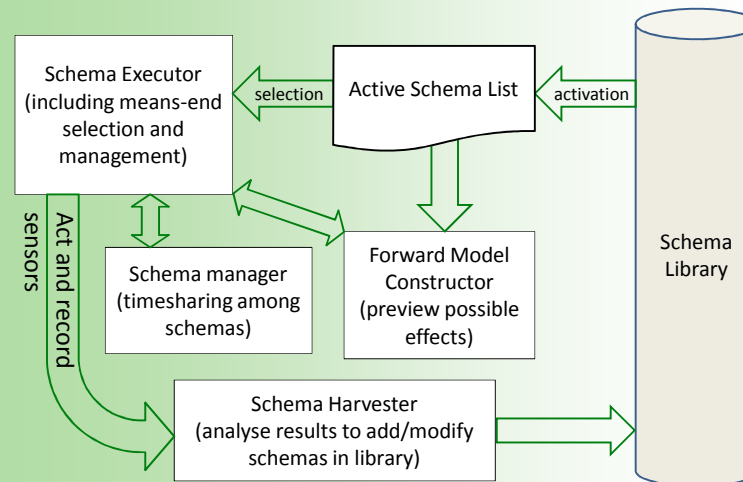 Schema Executor
(including means-end
selection and
management)
selection
Active Schema List
activation
Schema
Library
Act and record
sensors
Schema manager
(timesharing among
schemas)
Forward Model
Constructor
(preview possible
effects)
Schema Harvester
(analyse results to add/modify
schemas in library)